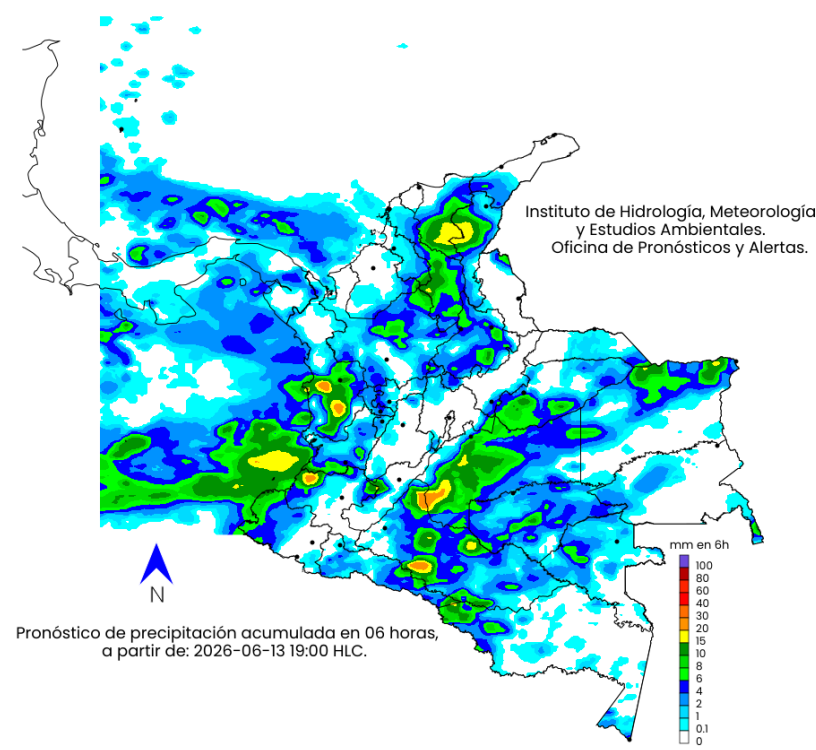 Instituto de Hidrología, Meteorología
y Estudios Ambientales.
Oficina de Pronósticos y Alertas.
mm en 6h
100
80
60
40
30
20
15
10
8
6
4
2
1
0.1
0
N
Pronóstico de precipitación acumulada en 06 horas,
a partir de: 2026-06-13 19:00 HLC.